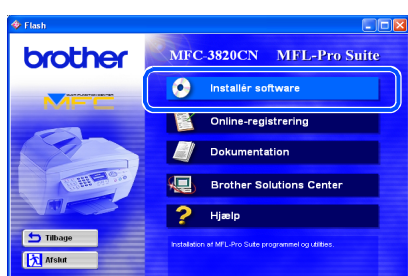 Flash
brother
MFC-3820CN MFL-Pro Suite
Installér software
MFC
Online-registrering
Dokumentation
Brother Solutions Center
Hjælp
Tilbage
Afslut
Installation af MFL-Pro Suite programmel og utilities.